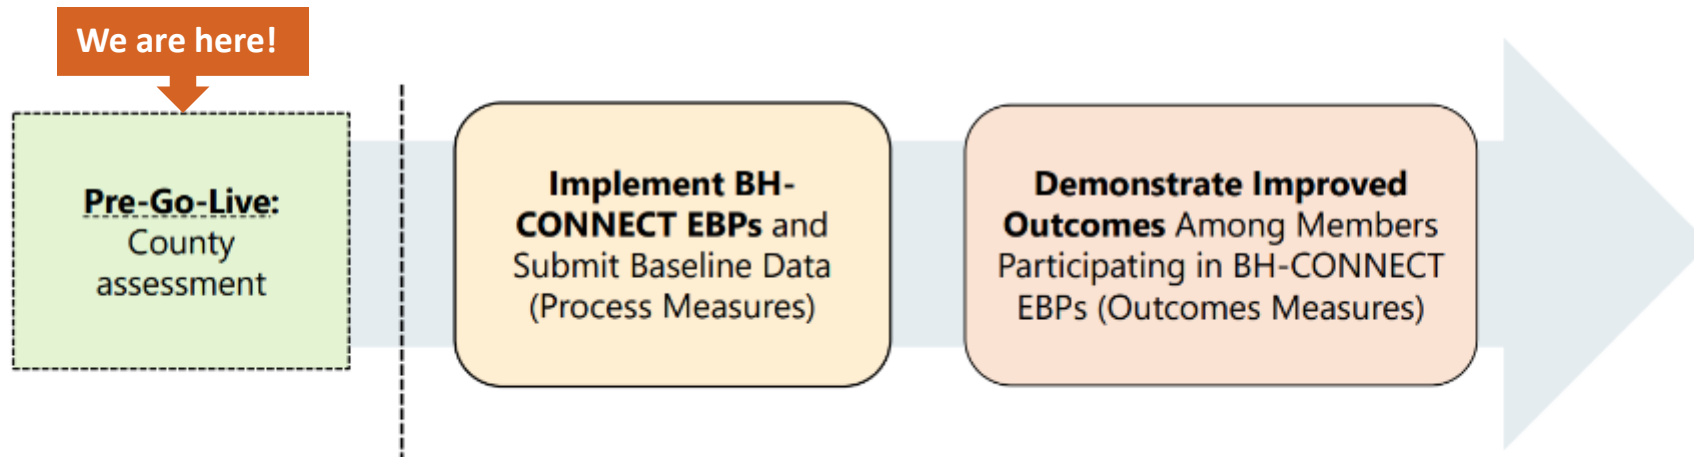 We are here!
Pre-Go-Live:
County
assessment
Implement BH-
CONNECT EBPs and
Submit Baseline Data
(Process Measures)
Demonstrate Improved
Outcomes Among Members
Participating in BH-CONNECT
EBPs (Outcomes Measures)